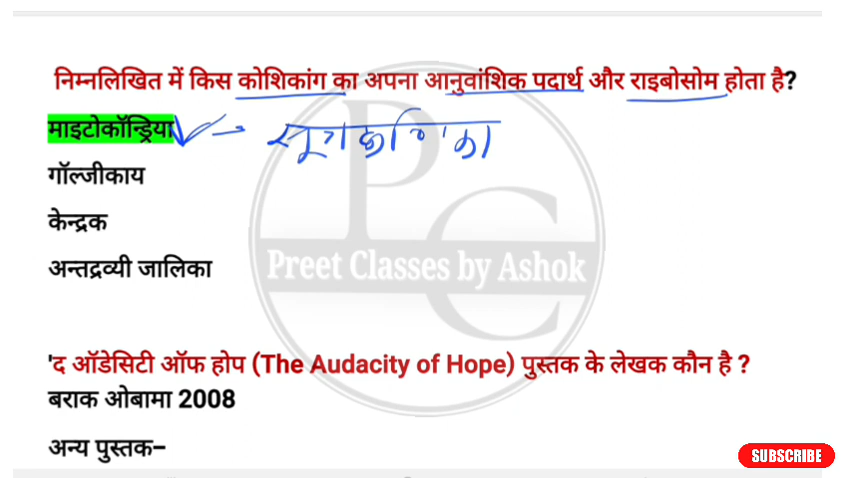 निम्नलिखित में किस कोशिकांग का अपना आनुवांशिक पदार्थ और राइबोसोम होता है?
माइटोकॉन्ड्रिया
गॉल्जीकाय
केन्द्रक
अन्तद्रव्यी जालिका
PC
Preet Classes by Ashok
'द ऑडेसिटी ऑफ होप (The Audacity of Hope) पुस्तक के लेखक कौन है ?
बराक ओबामा 2008
अन्य पुस्तक–
SUBSCRIBE